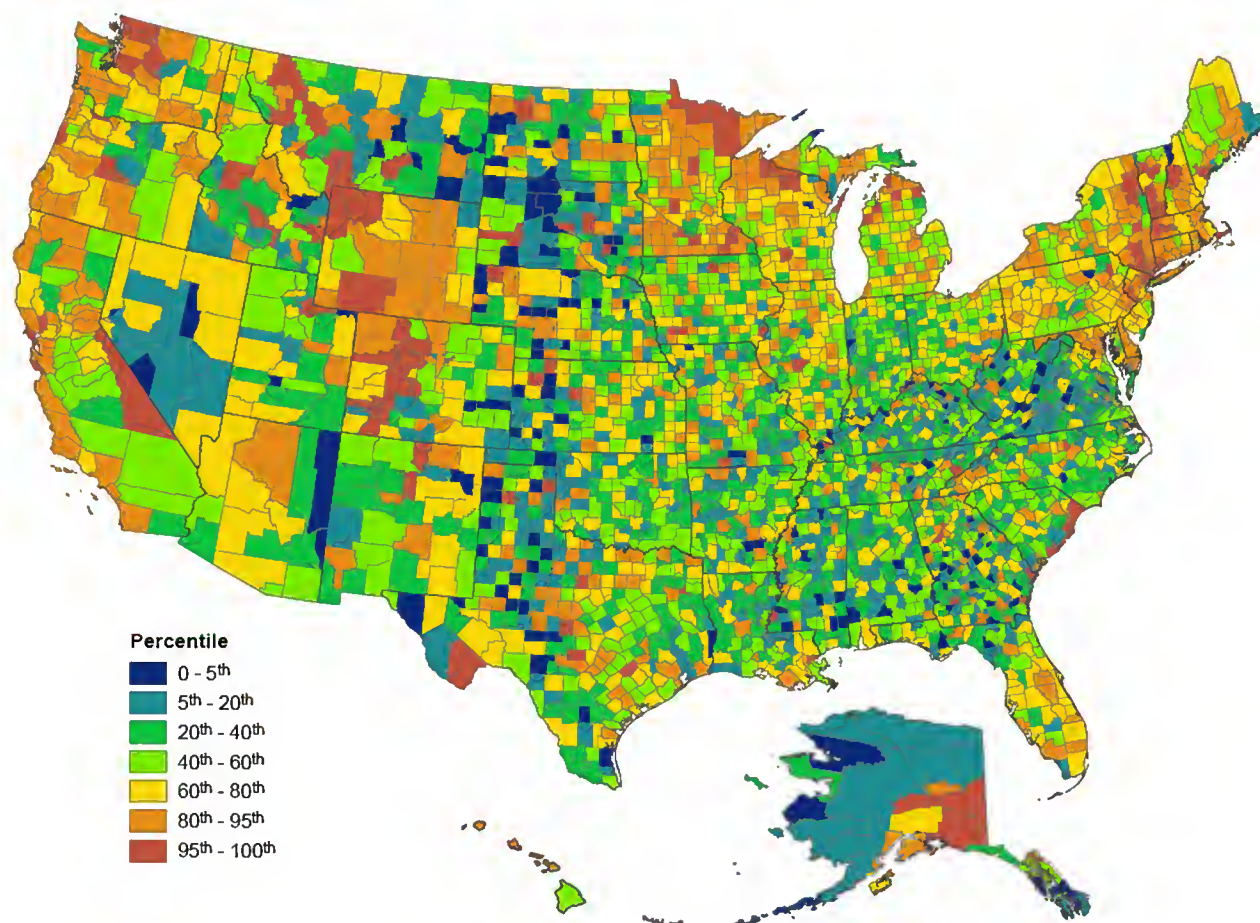 Percentile
0 - 5th
5th - 20th
20th - 40th
40th - 60th
60th - 80th
80th - 95th
95th - 100th